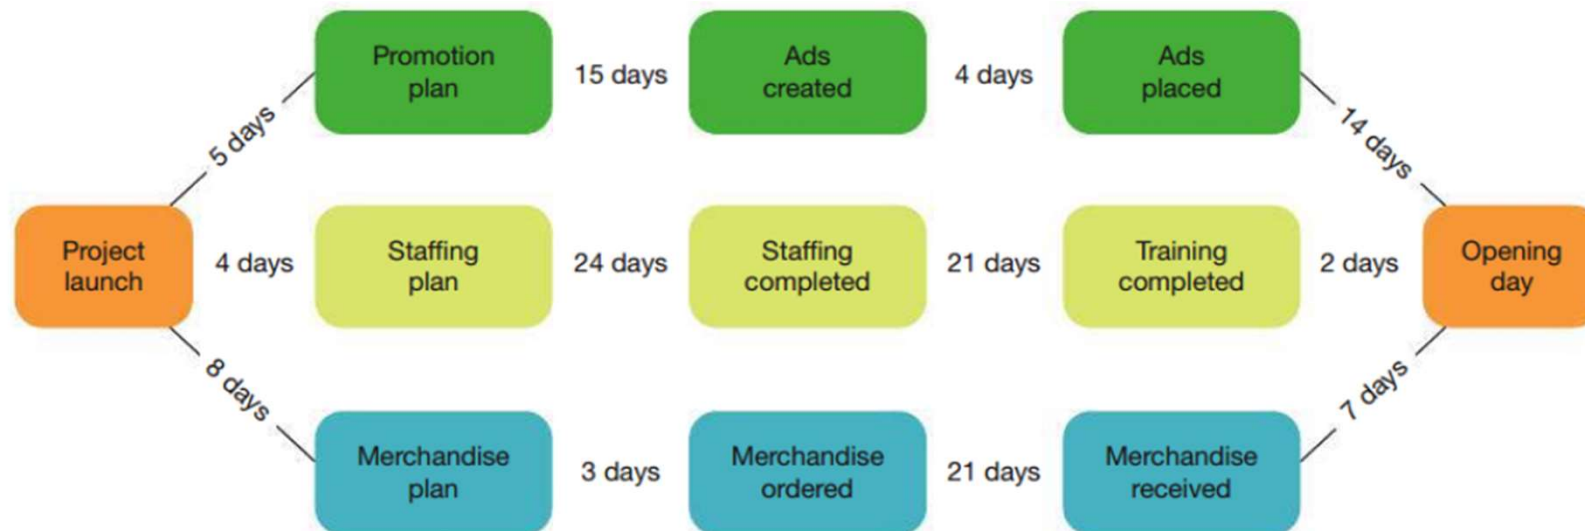 Promotion
plan
15 days
Ads
created
4 days
Ads
placed
5 days
14 days
Project
launch
4 days
Staffing
plan
24 days
Staffing
completed
21 days
Training
completed
2 days
Opening
day
8 days
7 days
Merchandise
plan
3 days
Merchandise
ordered
21 days
Merchandise
received